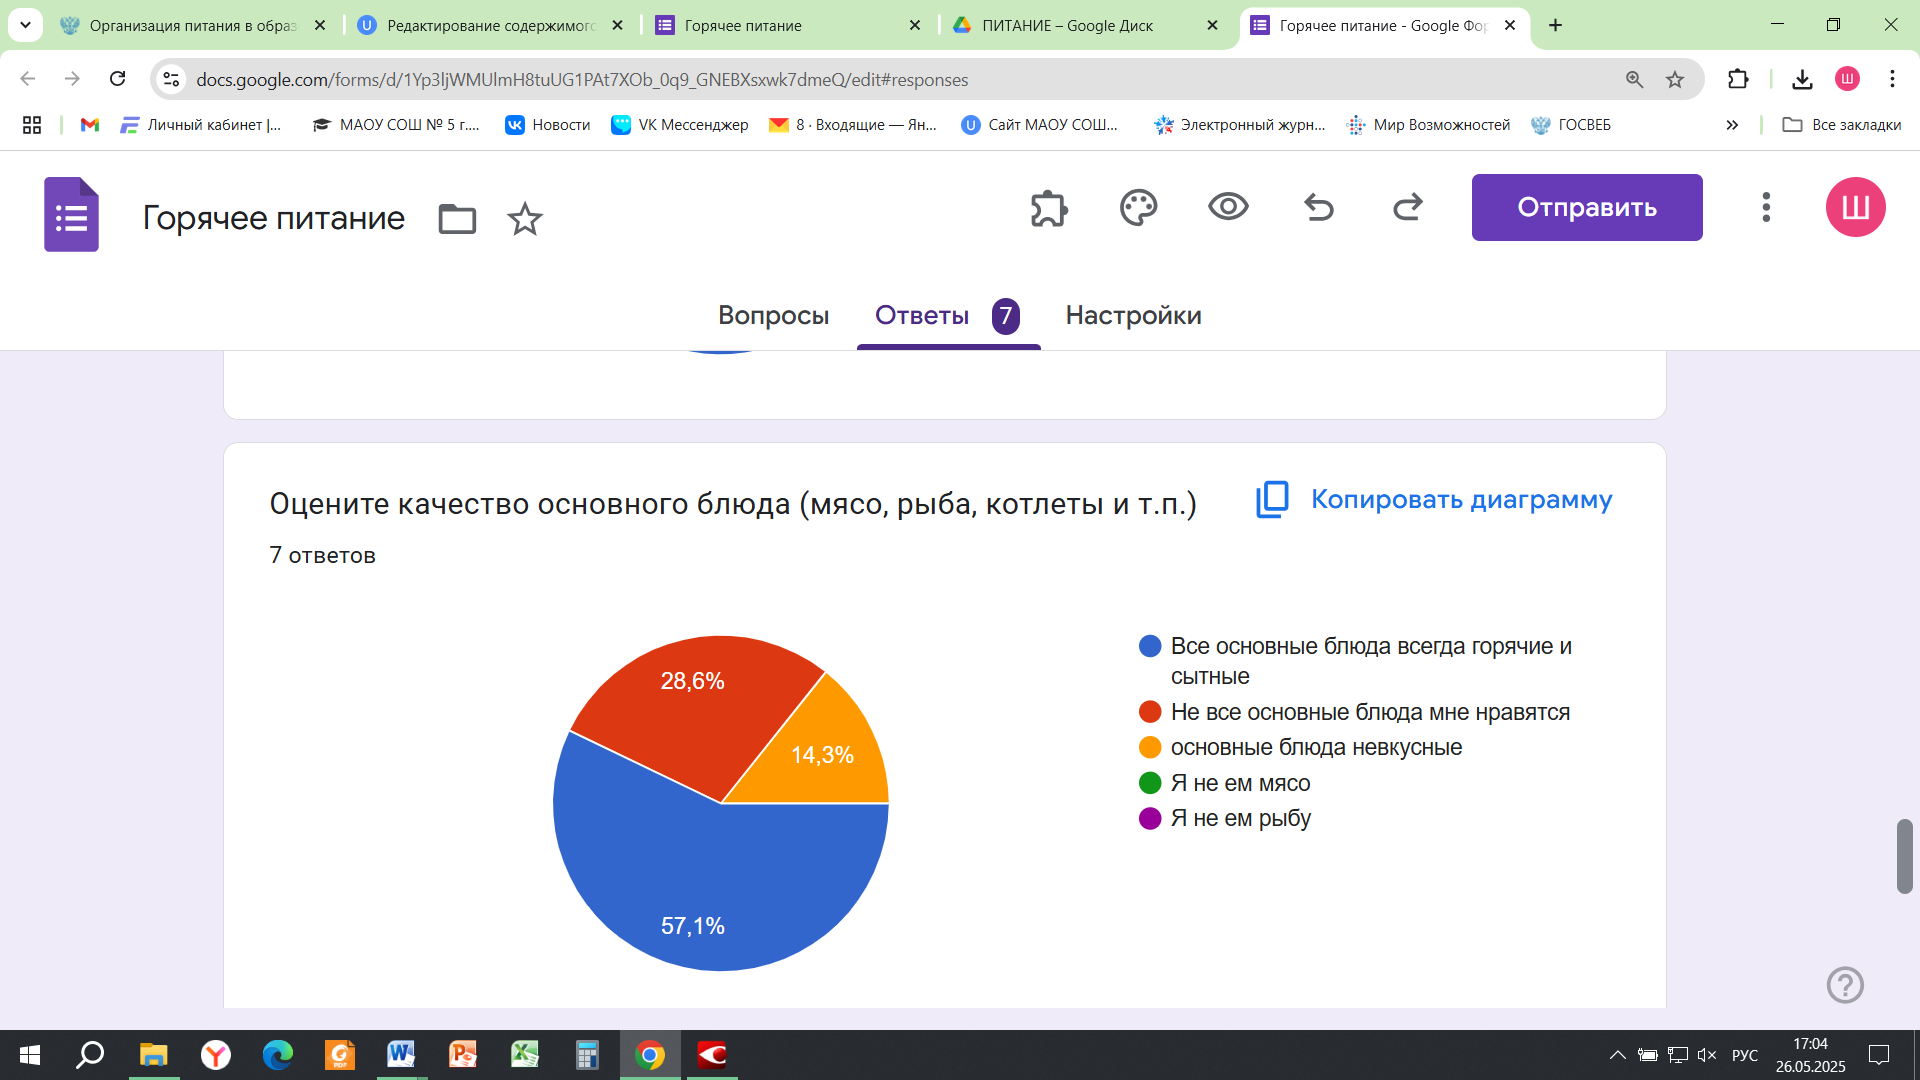 Организация питания в образ
Редактирование содержимого
Горячее питание
ПИТАНИЕ – Google Диск
Горячее питание - Google Фор
docs.google.com/forms/d/1Yp3ljWMUlmH8tuUG1PAt7XOb_0q9_GNEBXsxwk7dmeQ/edit#responses
Ш
Личный кабинет |...
МАОУ СОШ № 5 г....
Новости
VK Мессенджер
8 · Входящие — Ян...
Сайт МАОУ СОШ...
Электронный журн...
Мир Возможностей
ГОСВЕБ
Все закладки
Горячее питание
Отправить
Ш
Вопросы
Ответы 7
Настройки
Оцените качество основного блюда (мясо, рыба, котлеты и т.п.)
Копировать диаграмму
7 ответов
28,6%
14,3%
57,1%
Все основные блюда всегда горячие и
сытные
Не все основные блюда мне нравятся
основные блюда невкусные
Я не ем мясо
Я не ем рыбу
РУС
17:04
26.05.2025